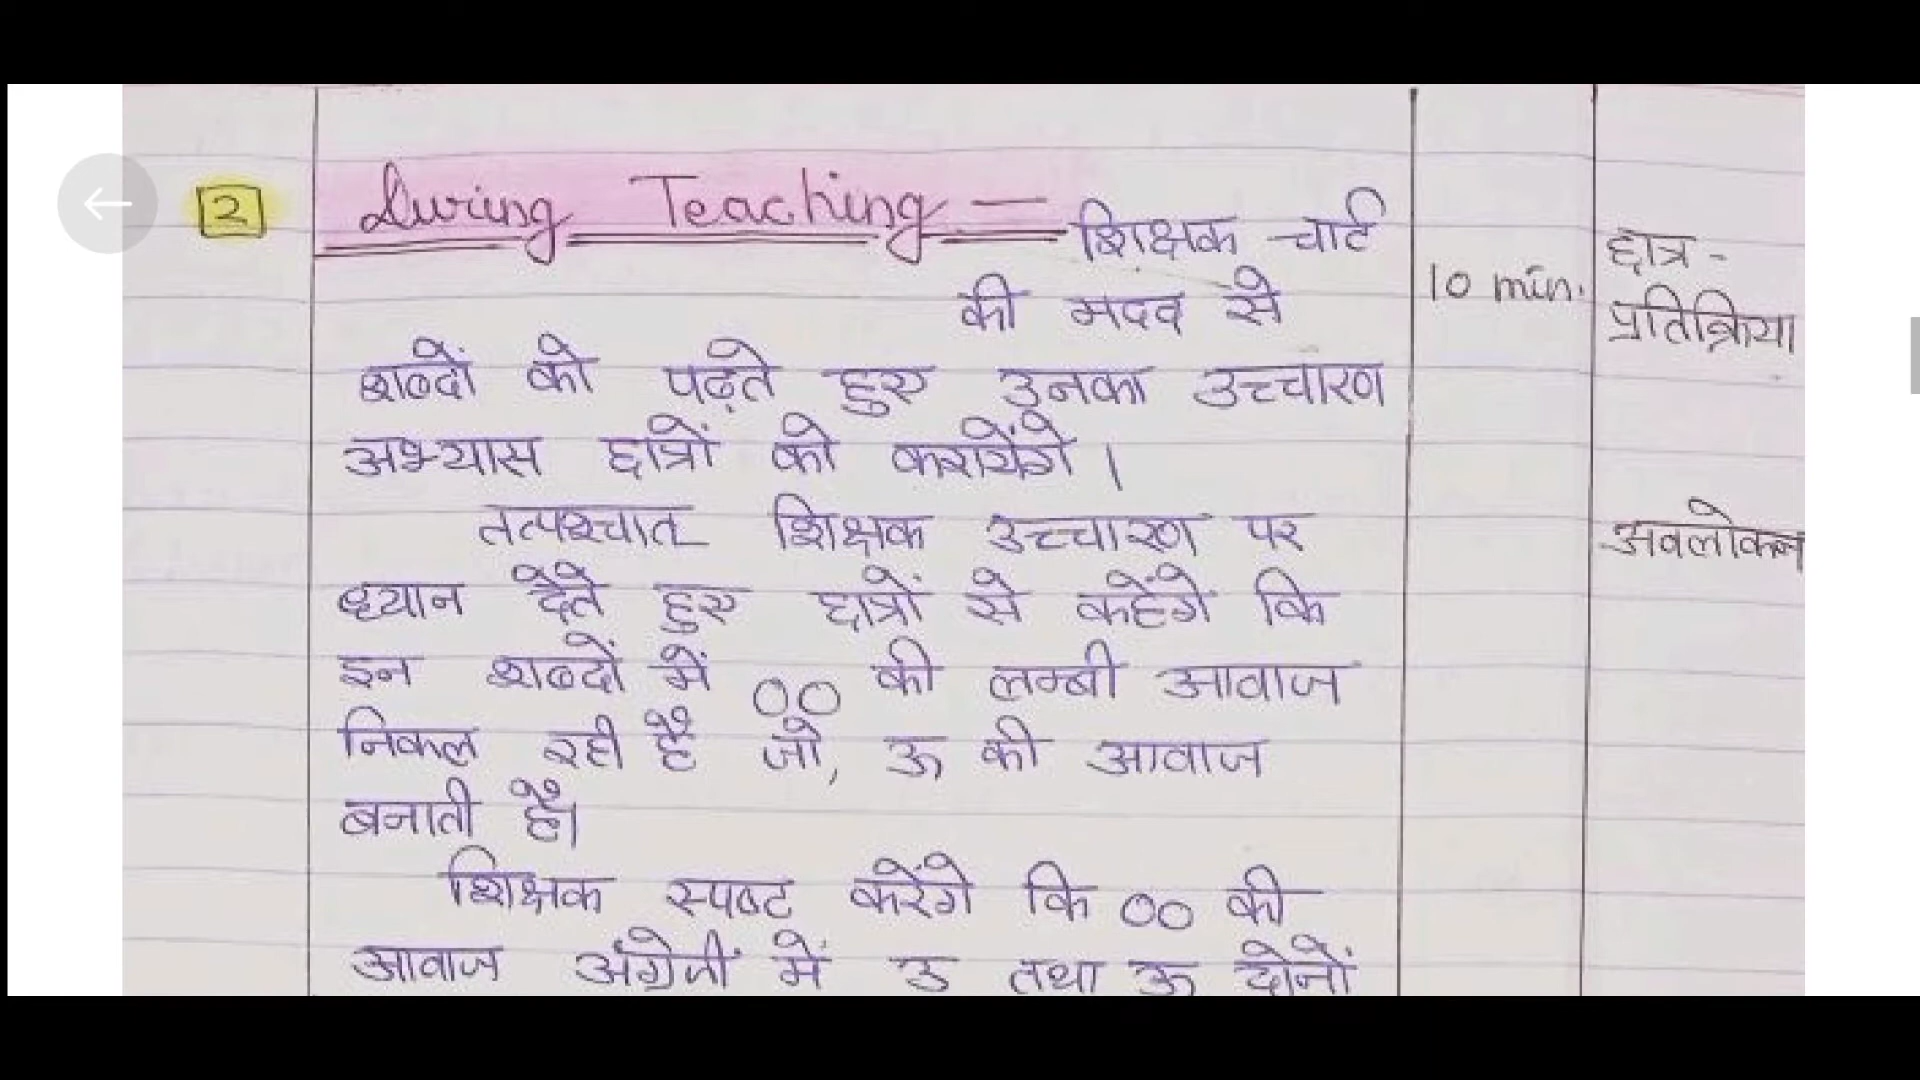 2
During Teaching — शिक्षक चार्ट
की मदद से
शब्दों को पढ़ते हुए उनका उच्चारण
अभ्यास छात्रों को करायेंगे।
तत्पश्चात शिक्षक उच्चारण पर
ध्यान देते हुए छात्रों से कहेंगे कि
इन शब्दों में oo की लम्बी आवाज
निकल रही है जो, ऊ की आवाज
बनाती है।
शिक्षक स्पष्ट करेंगे कि oo की
आवाज अंग्रेजी में उ तथा ऊ दोनों
10 min.
छात्र -
प्रतिक्रिया
अवलोकन